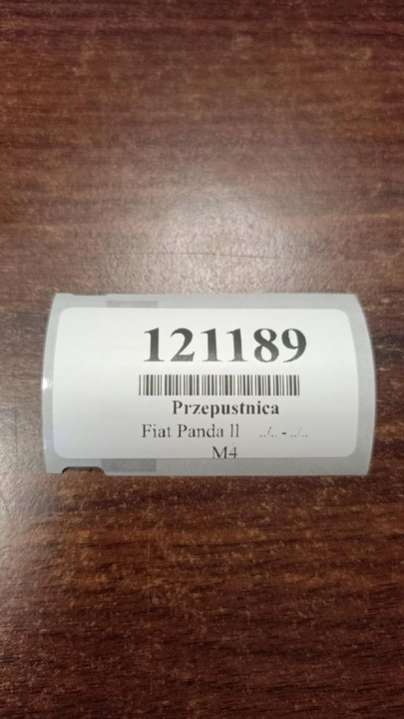 121189
Przepustnica
Fiat Panda II ../.. - ../..
M4